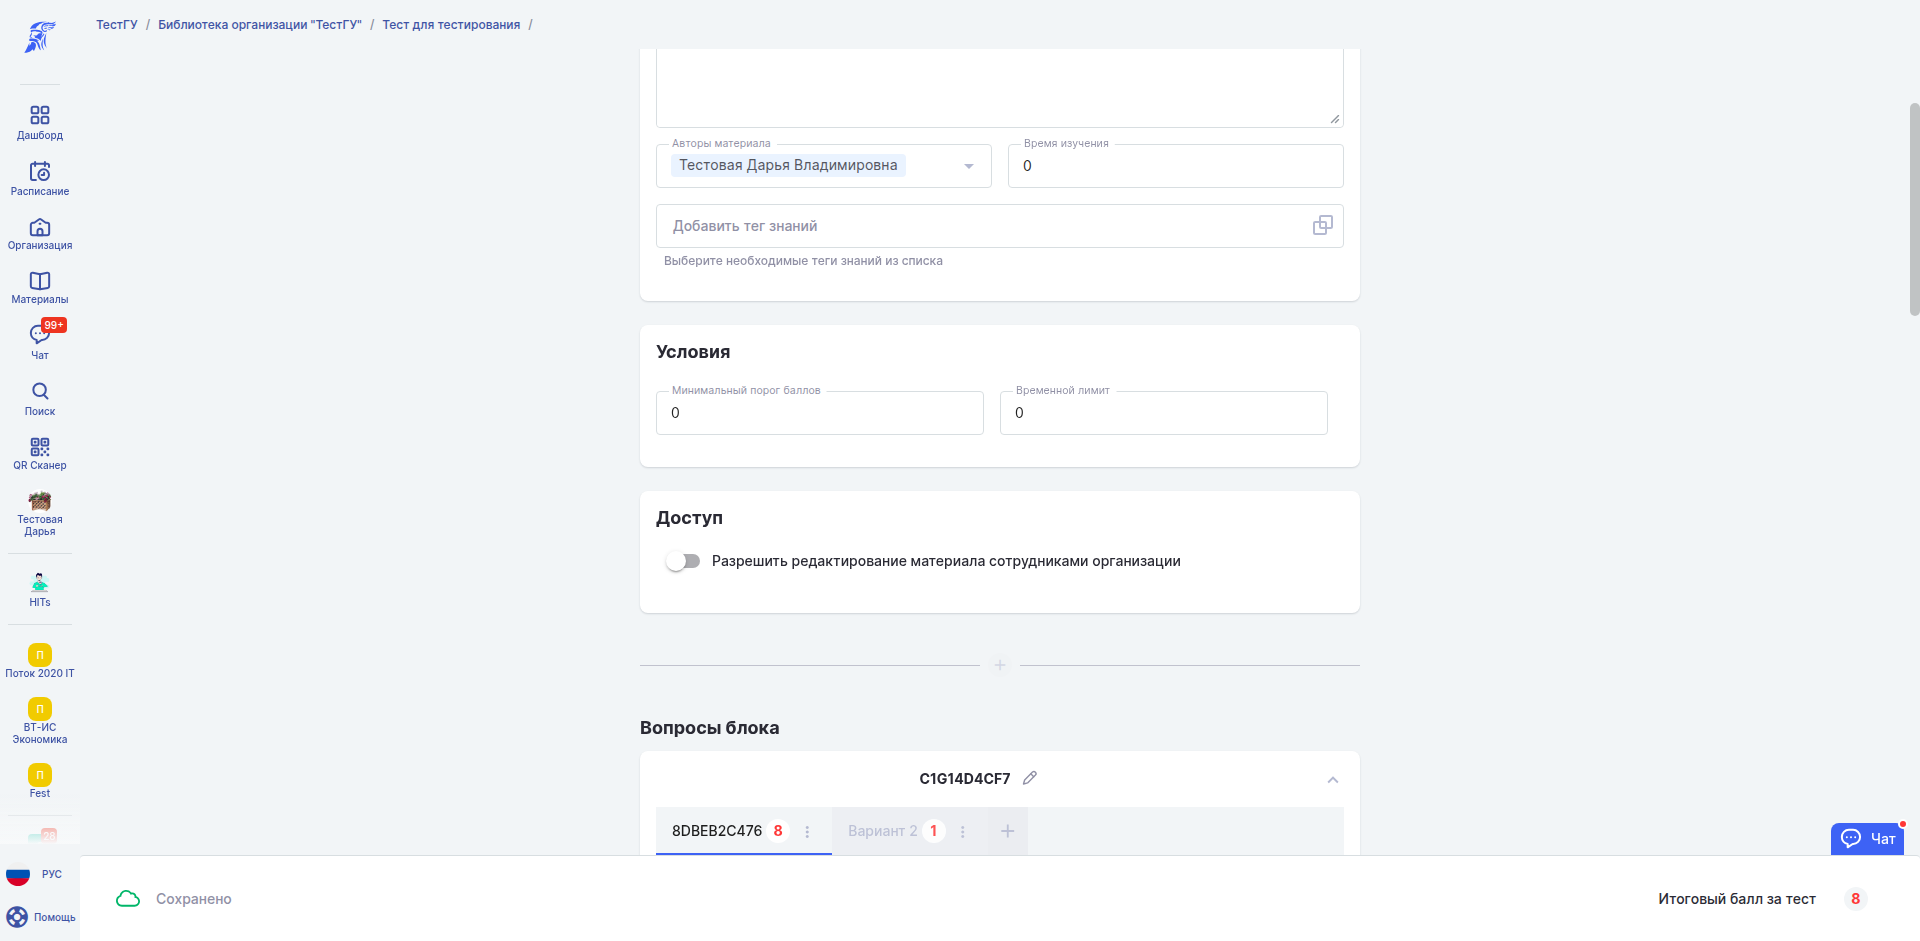 ТестГУ / Библиотека организации "ТестГУ" / Тест для тестирования /
Дашборд
Расписание
Организация
Материалы
99+
Чат
Поиск
QR Сканер
Тестовая
Дарья
HITs
П
Поток 2020 IT
П
ВТ-ИС
Экономика
П
Fest
28
РУС
Помощь
Авторы материала
Тестовая Дарья Владимировна
Время изучения
0
Добавить тег знаний
Выберите необходимые теги знаний из списка
Условия
Минимальный порог баллов
0
Временной лимит
0
Доступ
Разрешить редактирование материала сотрудниками организации
Вопросы блока
C1G14D4CF7
8DBEB2C476 8
Вариант 2 1
Чат
Сохранено
Итоговый балл за тест 8